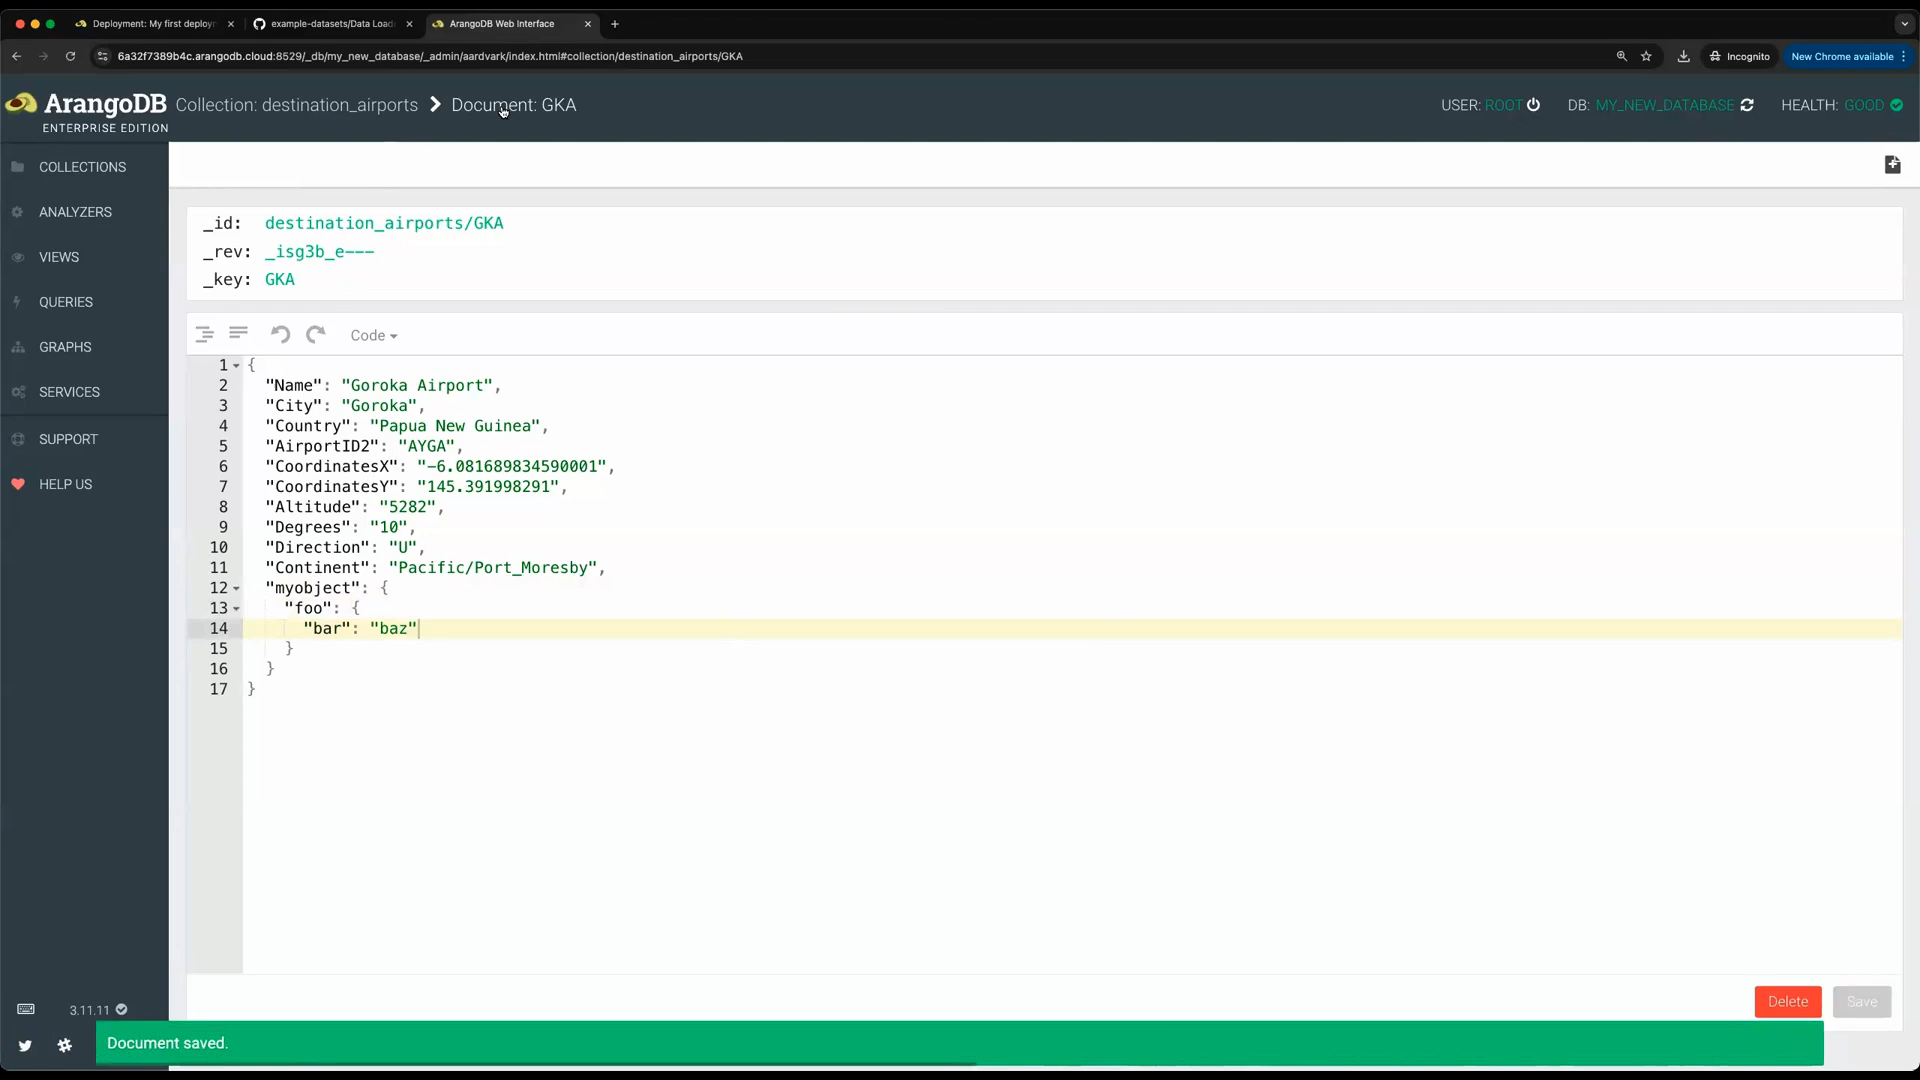 Deployment: My first deployn
example-datasets/Data Load
ArangoDB Web Interface
6a32f7389b4c.arangodb.cloud:8529/_db/my_new_database/_admin/aardvark/index.html#collection/destination_airports/GKA
Incognito
New Chrome available
ArangoDB
ENTERPRISE EDITION
Collection: destination_airports
Document: GKA
USER: ROOT
DB: MY_NEW_DATABASE
HEALTH: GOOD
COLLECTIONS
ANALYZERS
VIEWS
QUERIES
GRAPHS
SERVICES
SUPPORT
HELP US
_id: destination_airports/GKA
_rev: _isg3b_e---
_key: GKA
Code
1 {
2 "Name": "Goroka Airport",
3 "City": "Goroka",
4 "Country": "Papua New Guinea",
5 "AirportID2": "AYGA",
6 "CoordinatesX": "-6.081689834590001",
7 "CoordinatesY": "145.391998291",
8 "Altitude": "5282",
9 "Degrees": "10",
10 "Direction": "U",
11 "Continent": "Pacific/Port_Moresby",
12 "myobject": {
13 "foo": {
14 "bar": "baz"
15 }
16 }
17 }
Delete
Save
3.11.11
Document saved.